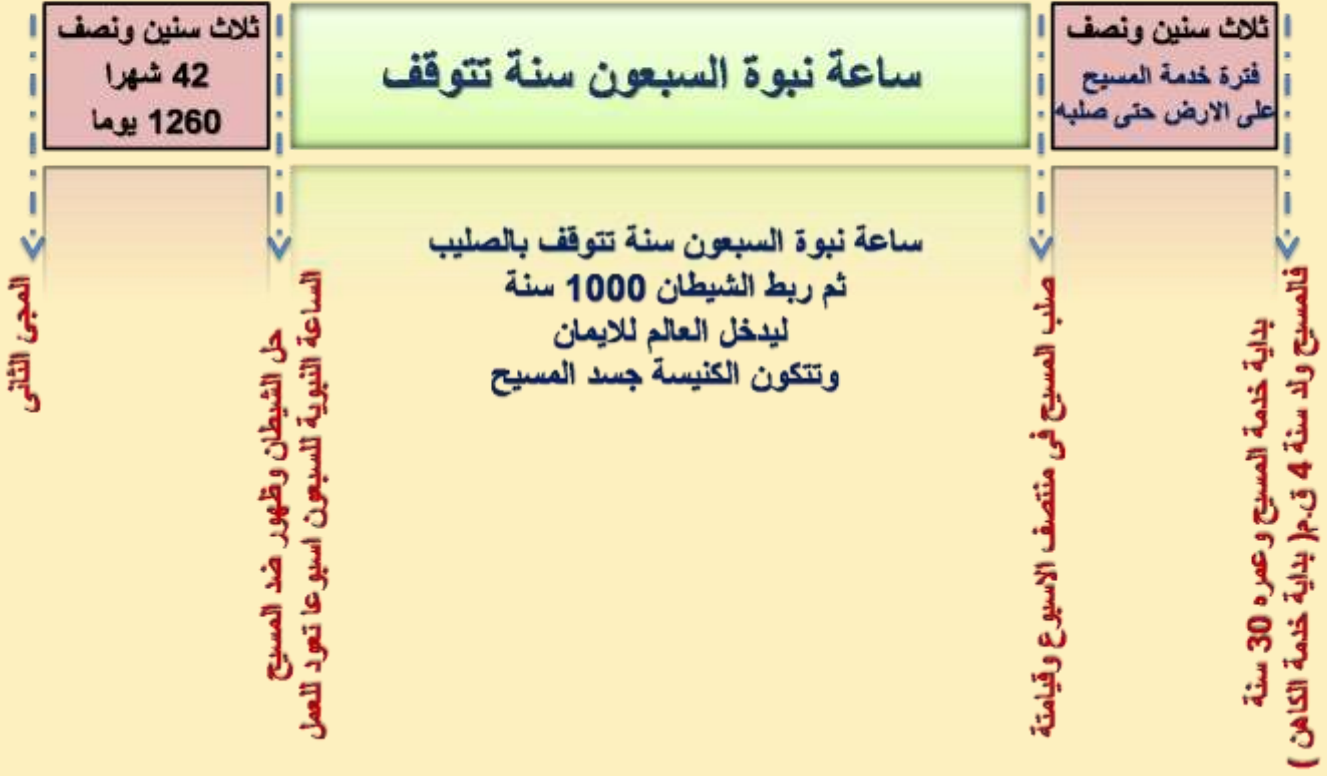 ثلاث سنين ونصف
فترة خدمة المسيح
على الارض حتى صلبه
ساعة نبوة السبعون سنة تتوقف
ثلاث سنين ونصف
42 شهرا
1260 يوما
ساعة نبوة السبعون سنة تتوقف بالصليب
ثم ربط الشيطان 1000 سنة
ليدخل العالم للايمان
وتتكون الكنيسة جسد المسيح
بداية خدمة المسيح وعمره 30 سنة
فالمسيح ولد سنة 4 ق.م( بداية خدمة الكاهن )
صلب المسيح فى منتصف الاسبوع وقيامتة
حل الشيطان وظهور ضد المسيح
الساعة النبوية للسبعون اسبوعا تعود للعمل
المجئ الثانى